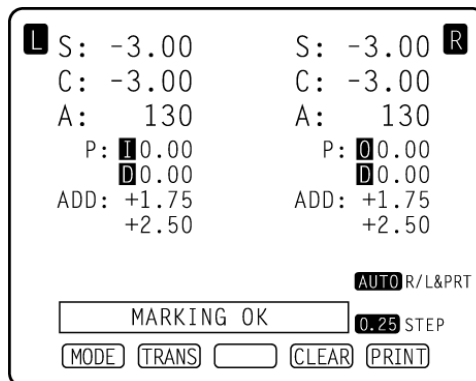 L S: -3.00 S: -3.00 R
C: -3.00 C: -3.00
A: 130 A: 130
P: I 0.00 P: O 0.00
D 0.00 D 0.00
ADD: +1.75 ADD: +1.75
+2.50 +2.50
AUTO R/L&PRT
MARKING OK
0.25 STEP
MODE TRANS CLEAR PRINT